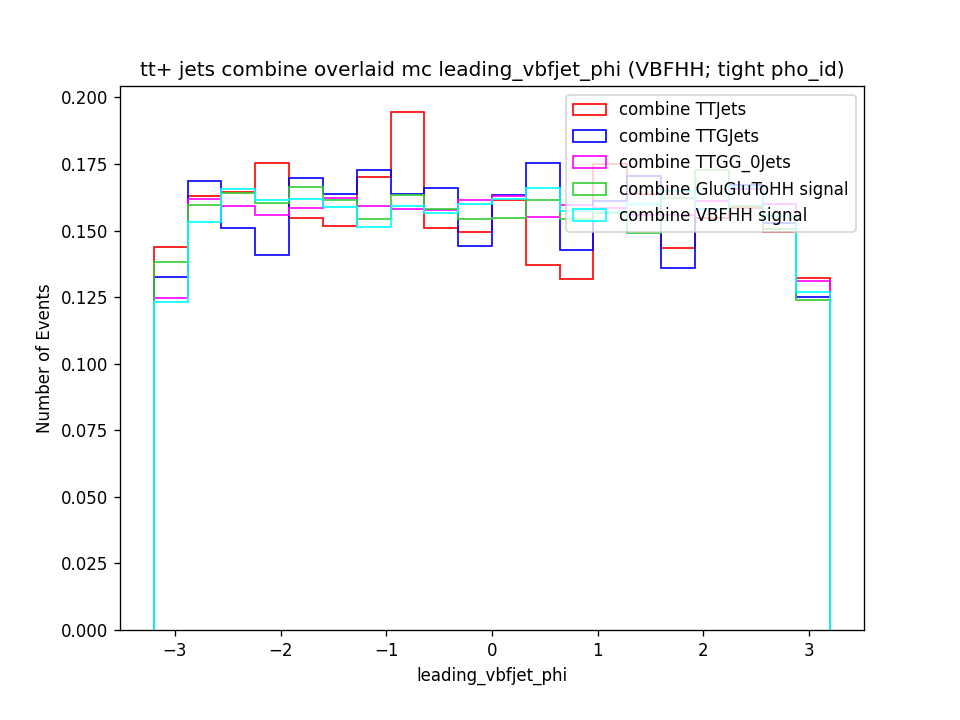 tt+ jets combine overlaid mc leading_vbfjet_phi (VBFHH; tight pho_id)
combine TTJets
combine TTGJets
combine TTGG_0Jets
combine GluGluToHH signal
combine VBFHH signal
0.200
0.175
0.150
0.125
0.100
0.075
0.050
0.025
0.000
Number of Events
−3
−2
−1
0
1
2
3
leading_vbfjet_phi